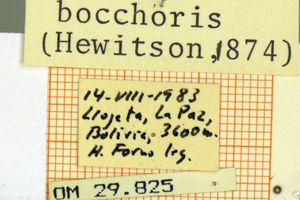 bocchoris
(Hewitson,1874)
14-VIII-1983
Llojeta, La Paz,
Bolivia, 3600m.
H. Forno leg.
OM 29.825